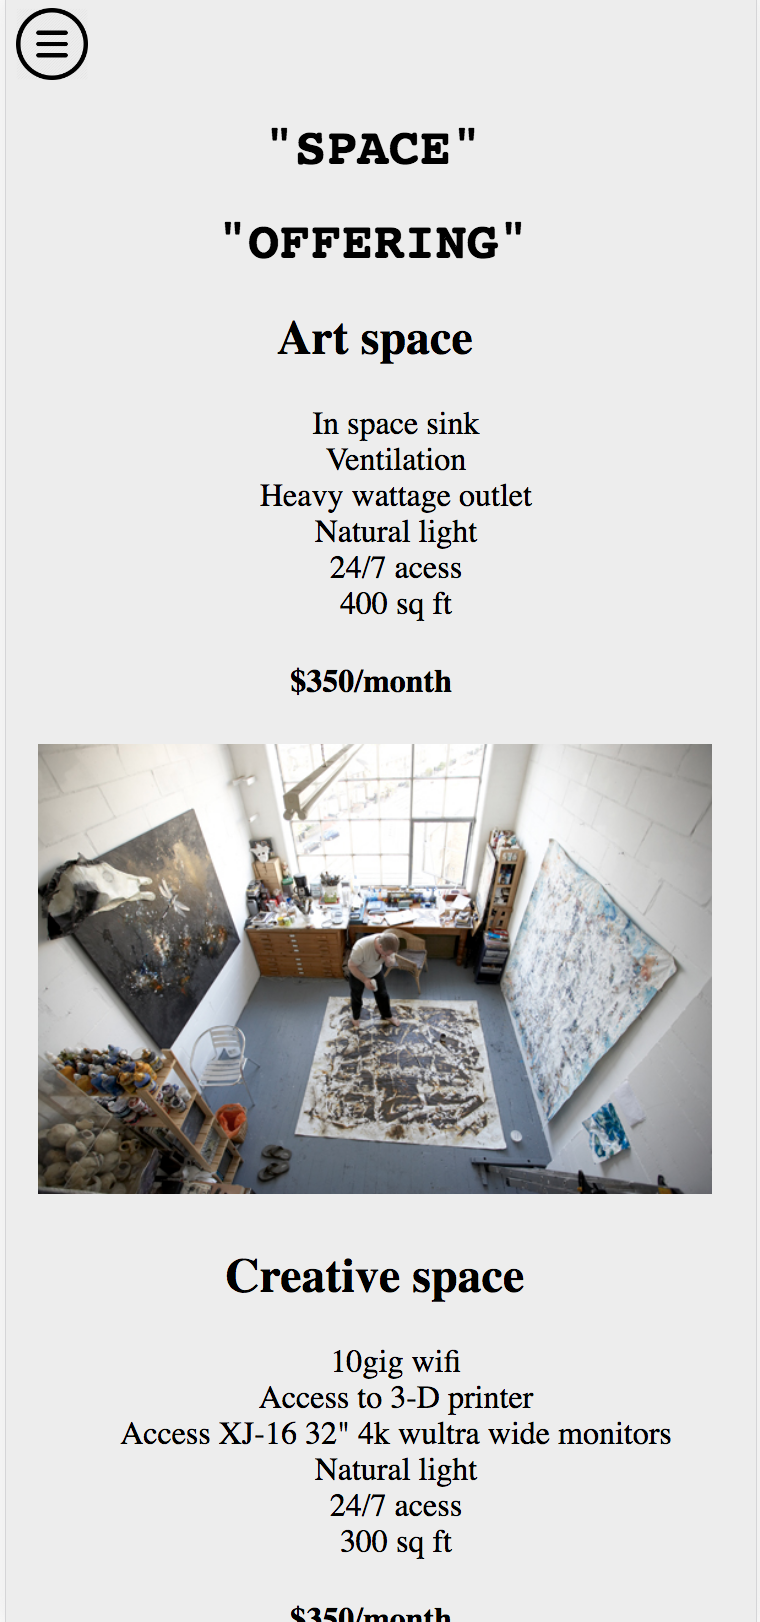 "SPACE"
"OFFERING"
Art space
In space sink
Ventilation
Heavy wattage outlet
Natural light
24/7 acess
400 sq ft
$350/month
Creative space
10gig wifi
Access to 3-D printer
Access XJ-16 32" 4k wultra wide monitors
Natural light
24/7 acess
300 sq ft
$350/month